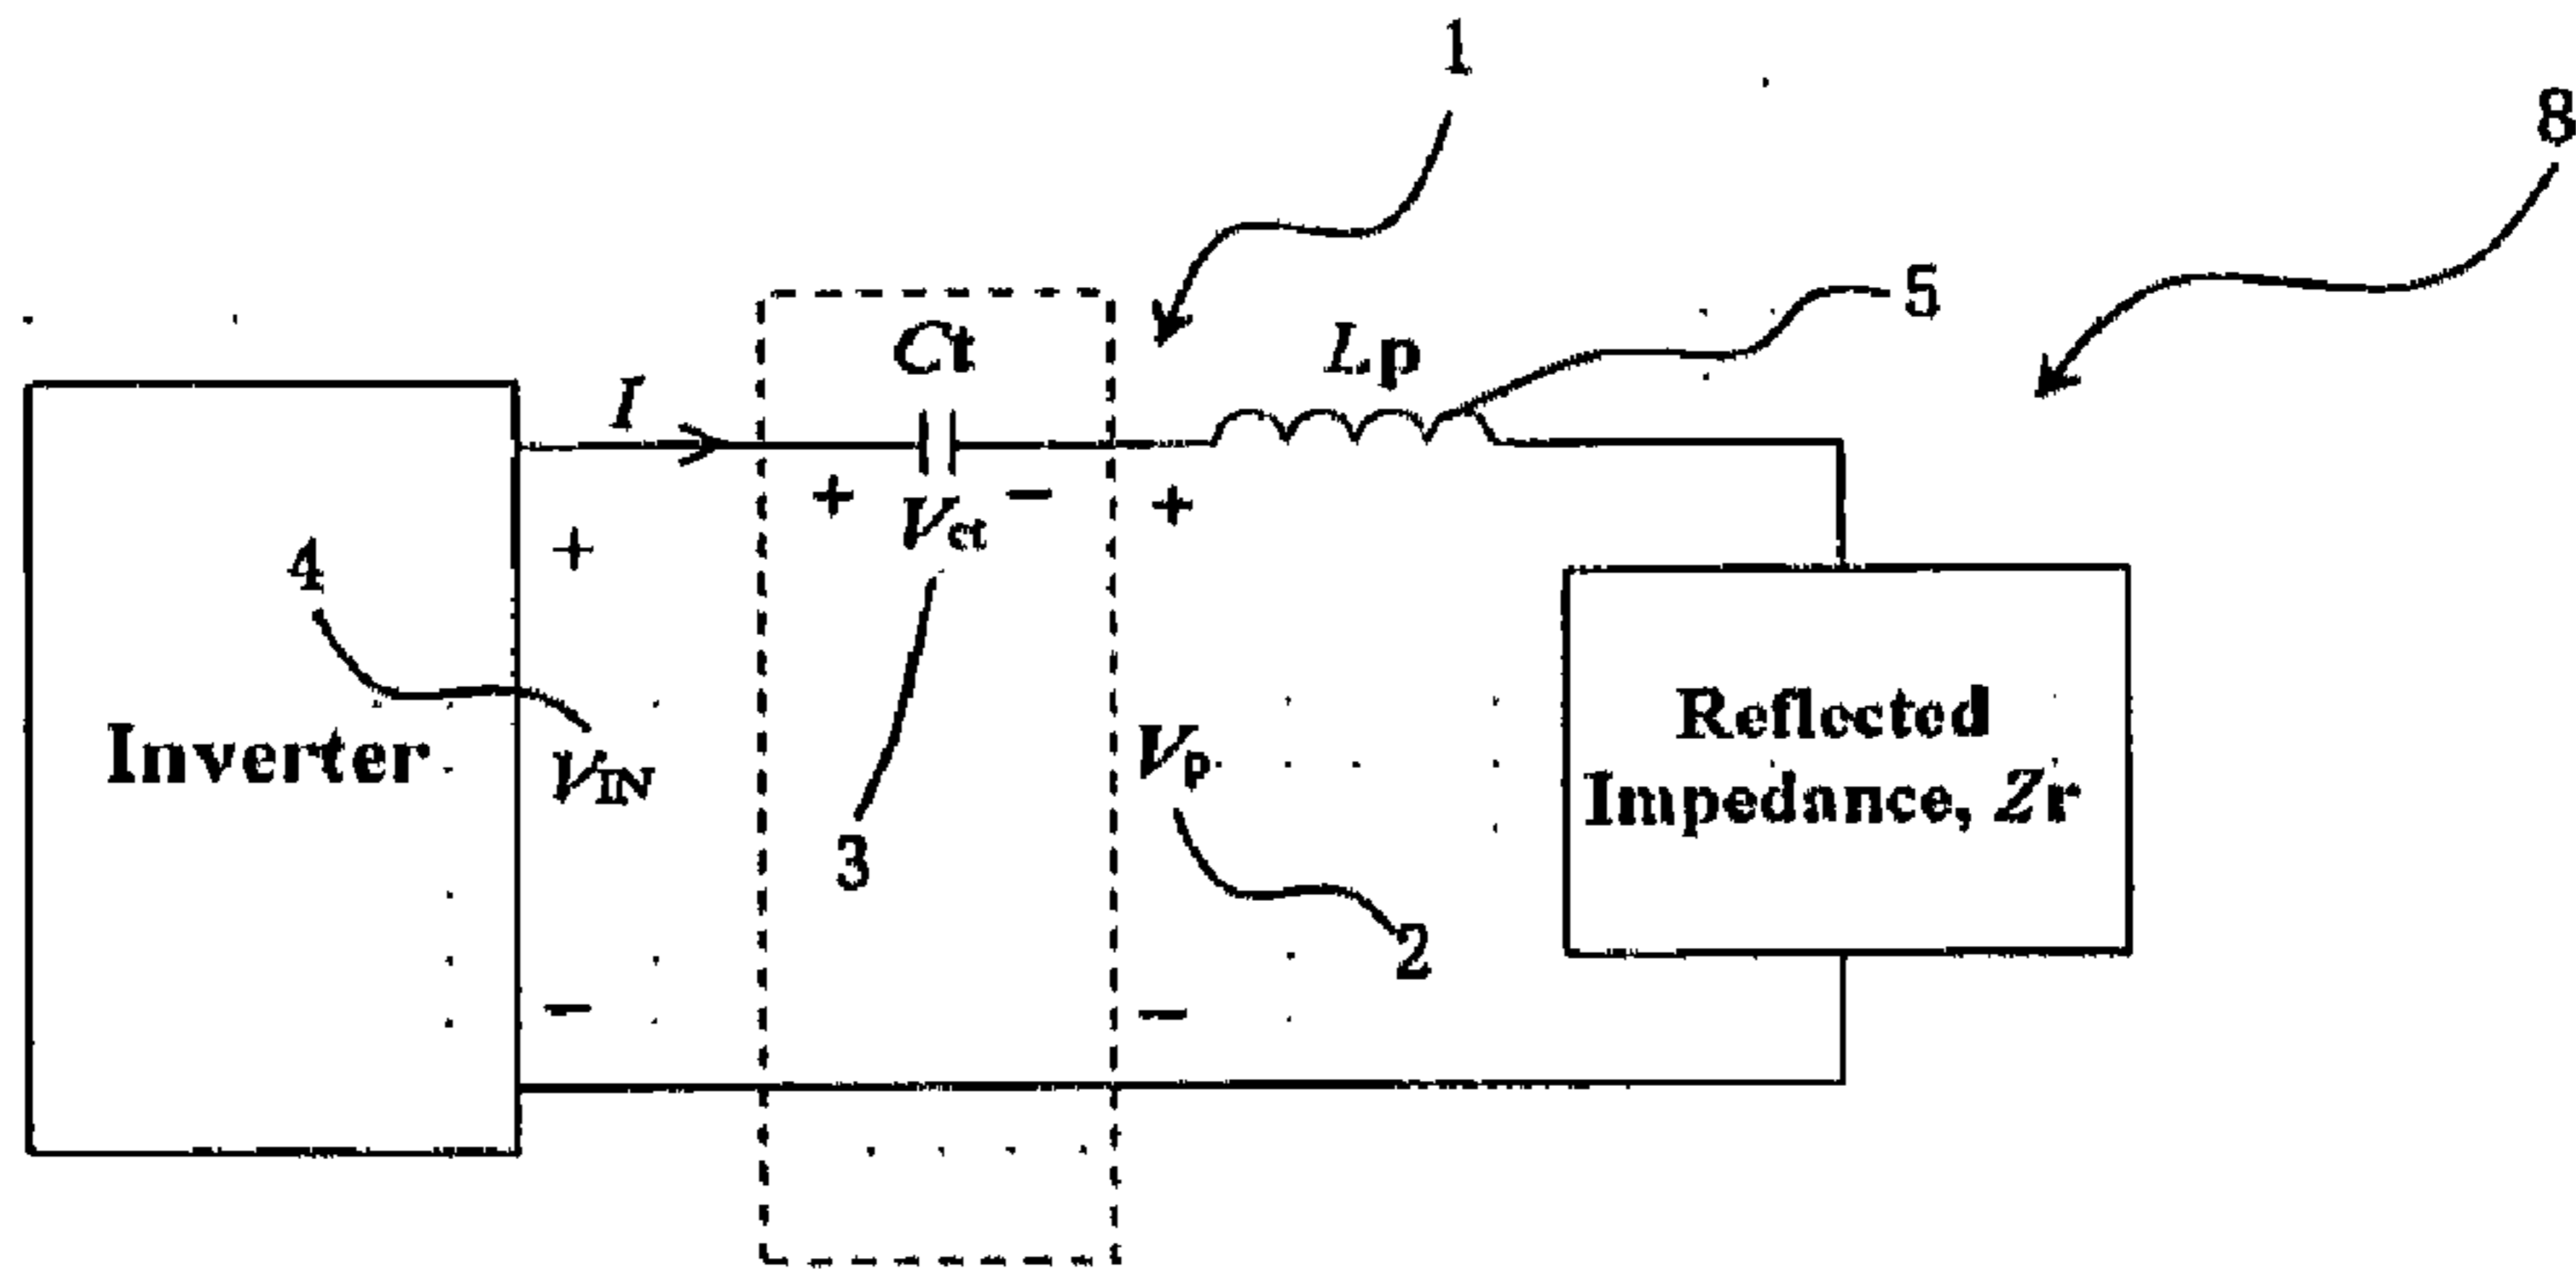 1
8
5
Ct
Lp
I
+ Vct −
+
+
4
Inverter
VIN
Vp
Reflected
Impedance, Zr
3
2
−
−